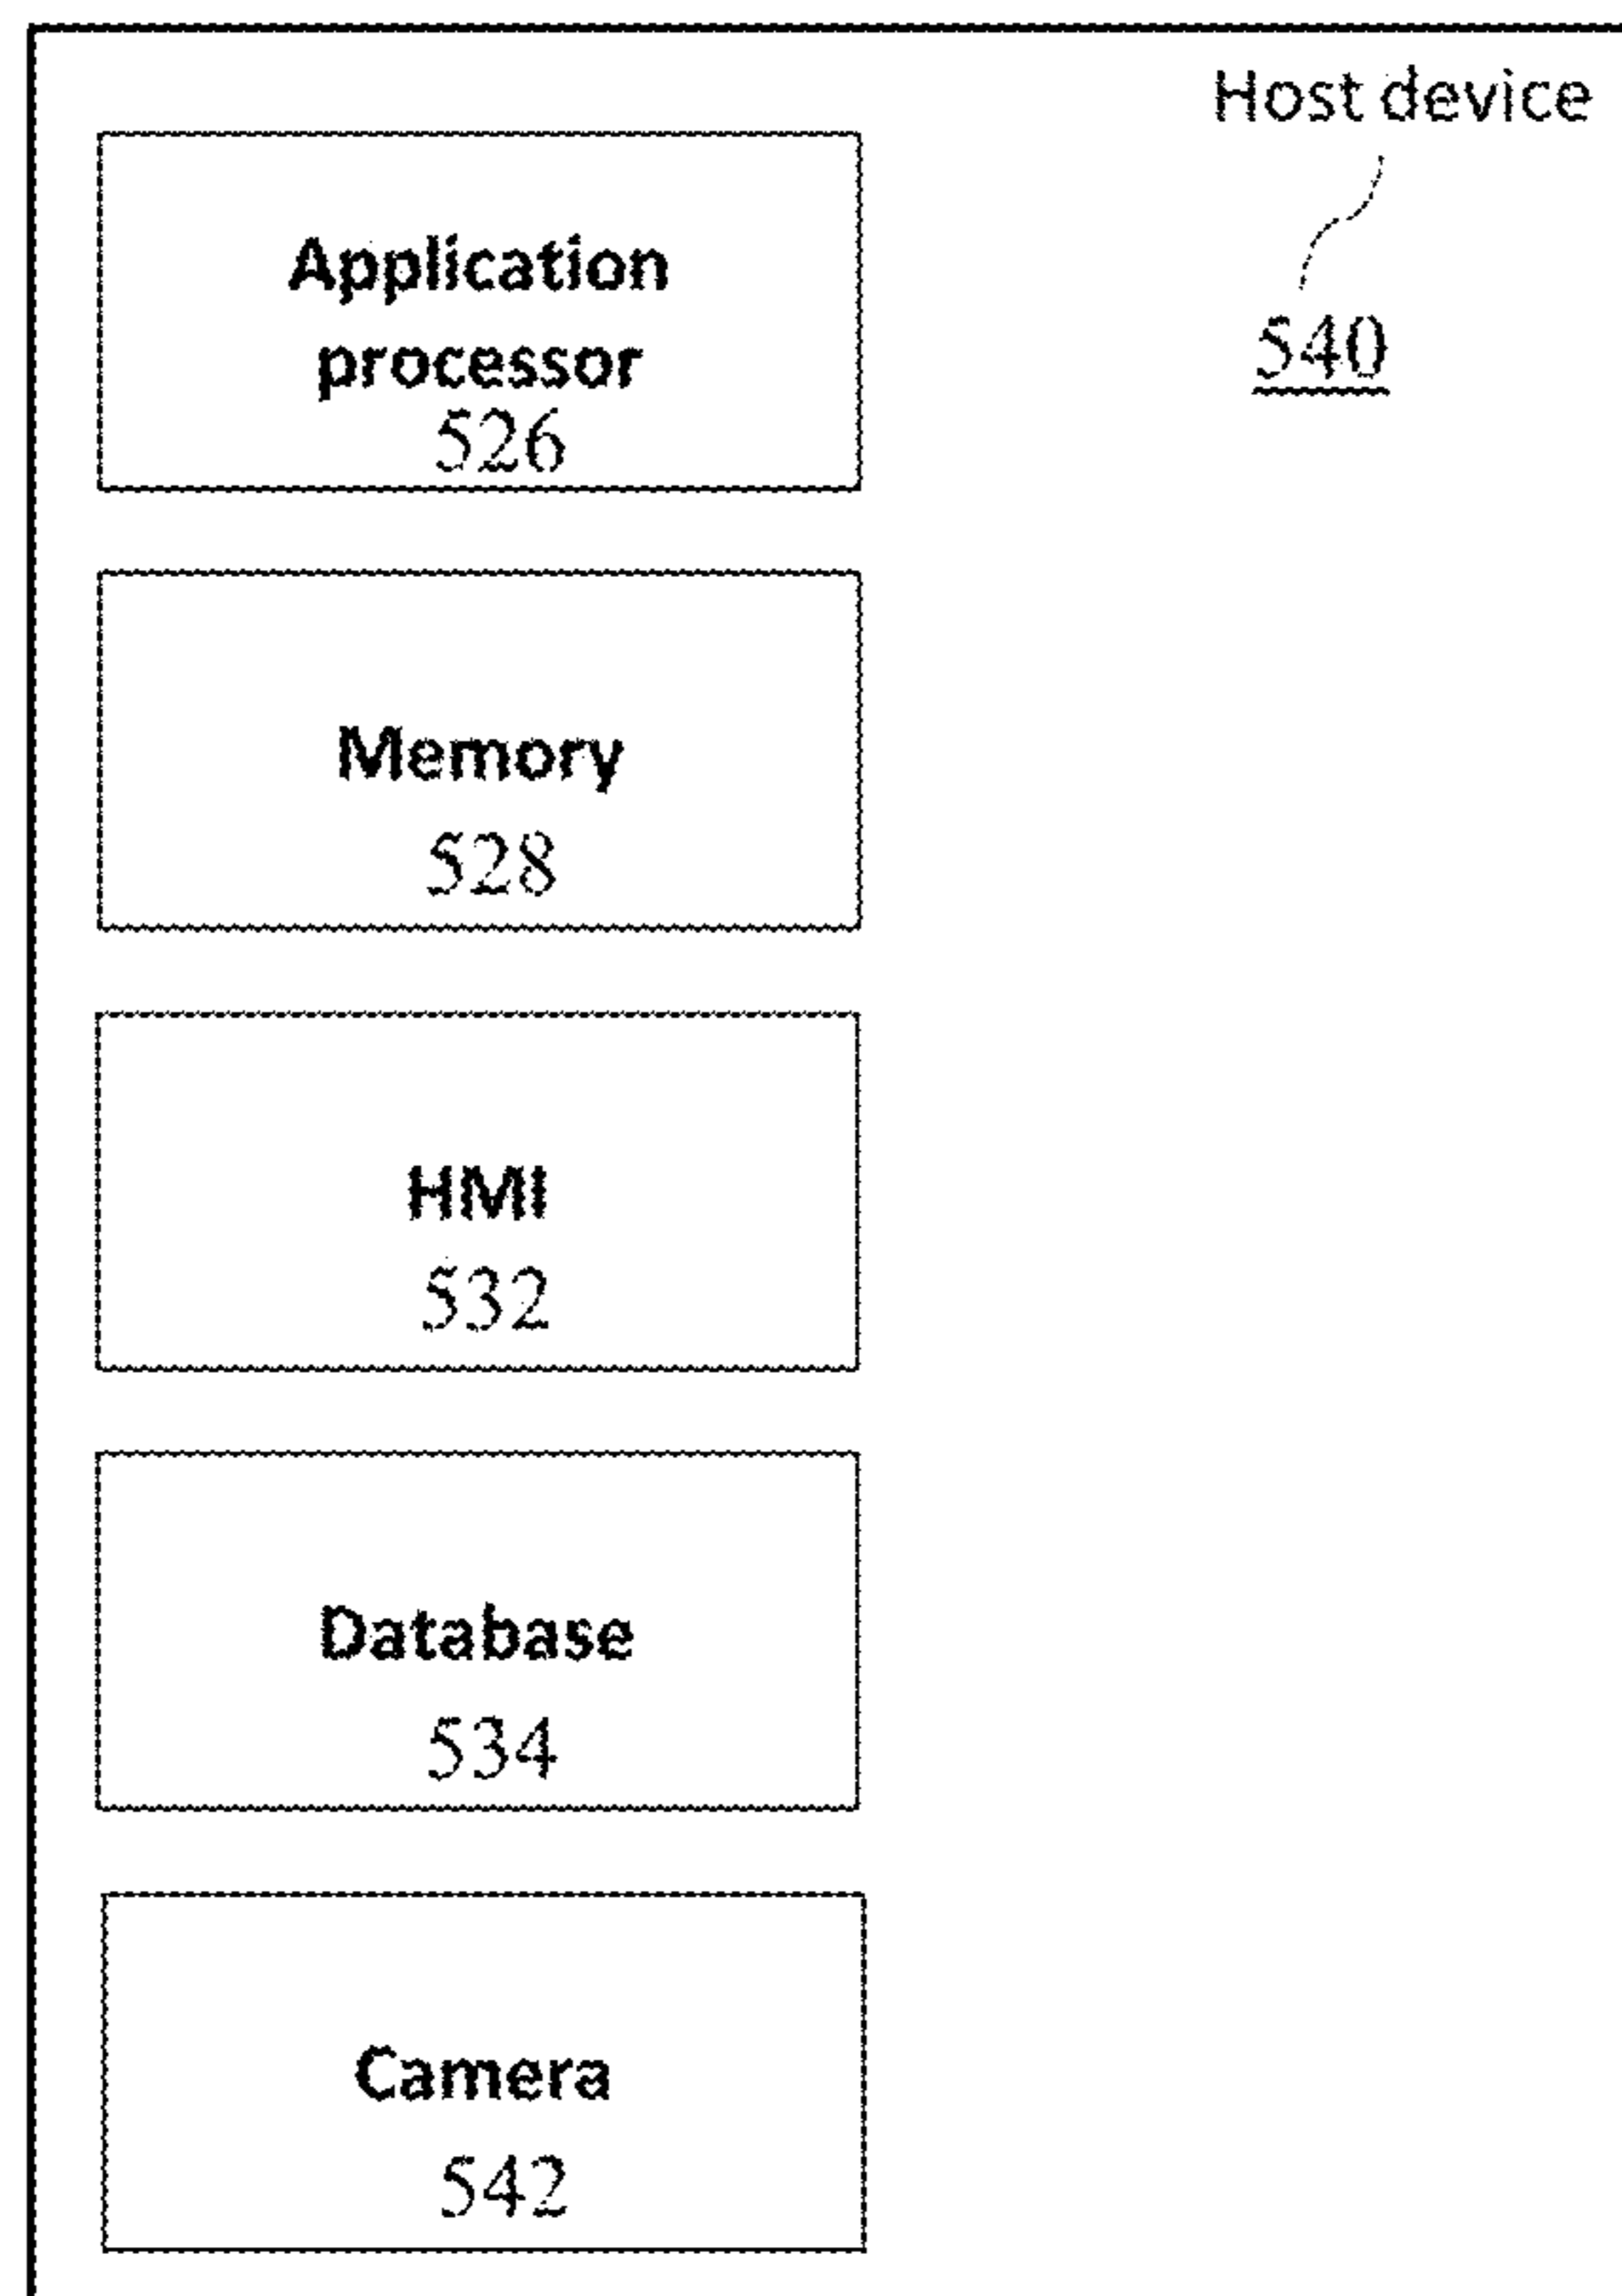 Host device
540
Application
processor
526
Memory
528
HMI
532
Database
534
Camera
542